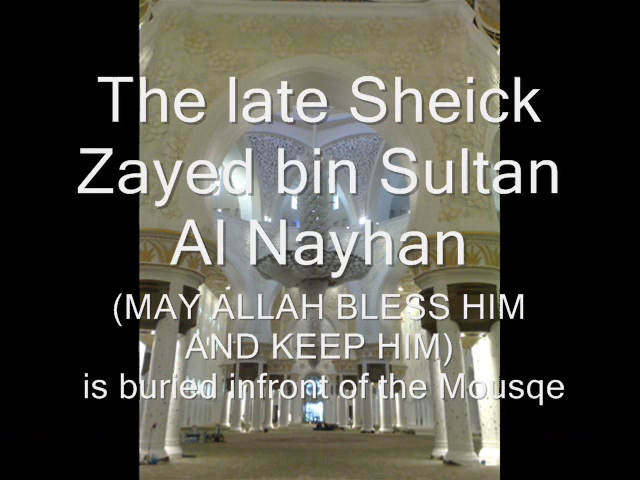 The late Sheick
Zayed bin Sultan
Al Nayhan
(MAY ALLAH BLESS HIM
AND KEEP HIM)
is buried infront of the Mousqe